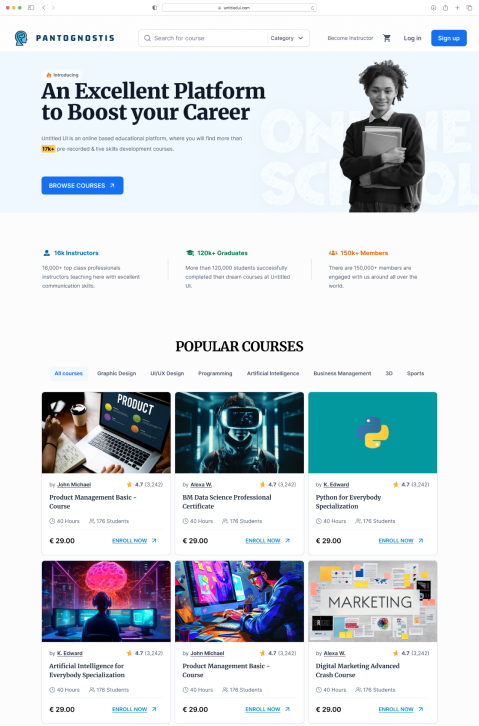 untitledui.com
PANTOGNOSTIS
Search for course
Category
Become Instructor
Log in
Sign up
🔥 Introducing
An Excellent Platform
to Boost your Career
Untitled UI is an online based educational platform, where you will find more than
17k+ pre-recorded & live skills development courses.
BROWSE COURSES
ONLINE
SCHOOL
16k Instructors
120k+ Graduates
150k+ Members
16,000+ top class professionals
instructors teaching here with excellent
communication skills.
More than 120,000 students successfully
completed their dream courses at Untitled
UI.
There are 150,000+ members are
engaged with us around all over the
world.
POPULAR COURSES
All courses
Graphic Design
UI/UX Design
Programming
Artificial Intelligence
Business Management
3D
Sports
PRODUCT
by John Michael
4.7 (3,242)
Product Management Basic -
Course
40 Hours
176 Students
€ 29.00
ENROLL NOW
by Alexa W.
4.7 (3,242)
BM Data Science Professional
Certificate
40 Hours
176 Students
€ 29.00
ENROLL NOW
by K. Edward
4.7 (3,242)
Python for Everybody
Specialization
40 Hours
176 Students
€ 29.00
ENROLL NOW
by K. Edward
4.7 (3,242)
Artificial Intelligence for
Everybody Specialization
40 Hours
176 Students
€ 29.00
ENROLL NOW
by John Michael
4.7 (3,242)
Product Management Basic -
Course
40 Hours
176 Students
€ 29.00
ENROLL NOW
MARKETING
by Alexa W.
4.7 (3,242)
Digital Marketing Advanced
Crash Course
40 Hours
176 Students
€ 29.00
ENROLL NOW